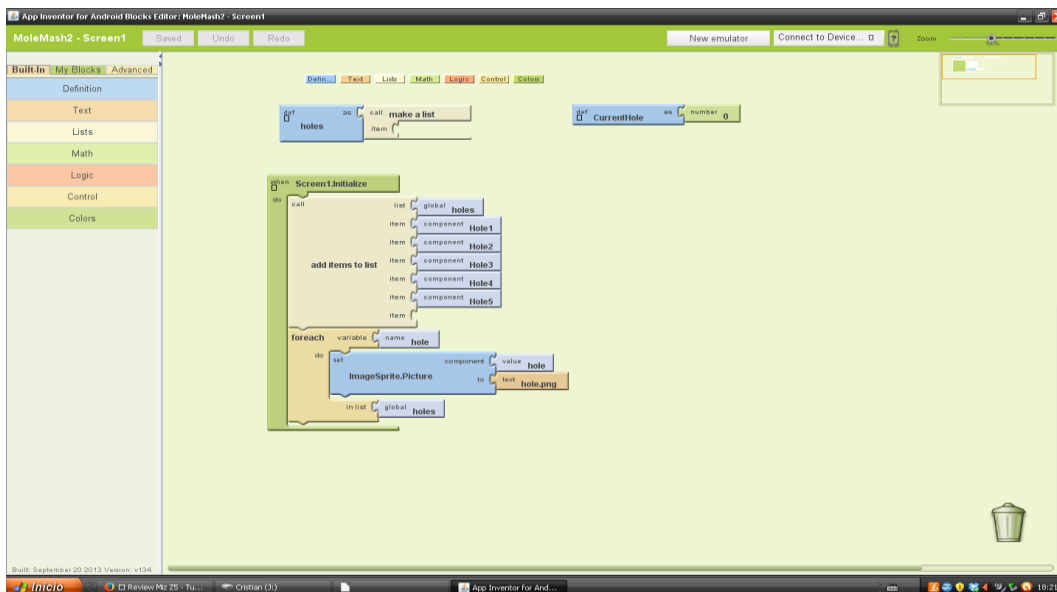 App Inventor for Android Blocks Editor: MoleMash2 - Screen1
MoleMash2 - Screen1 Saved Undo Redo New emulator Connect to Device... Zoom 100%
Built-In My Blocks Advanced
Definition
Text
Lists
Math
Logic
Control
Colors
Defin... Text Lists Math Logic Control Colors
def holes as call make a list
item
def CurrentHole as number 0
when Screen1.Initialize
do call add items to list list global holes
item component Hole1
item component Hole2
item component Hole3
item component Hole4
item component Hole5
item
foreach variable name hole
do set ImageSprite.Picture component value hole
to text hole.png
in list global holes
Built: September 20 2013 Version: v134
Inicio Review Miz Z5 - Tu... Cristian (J:) App Inventor for And... 18:21